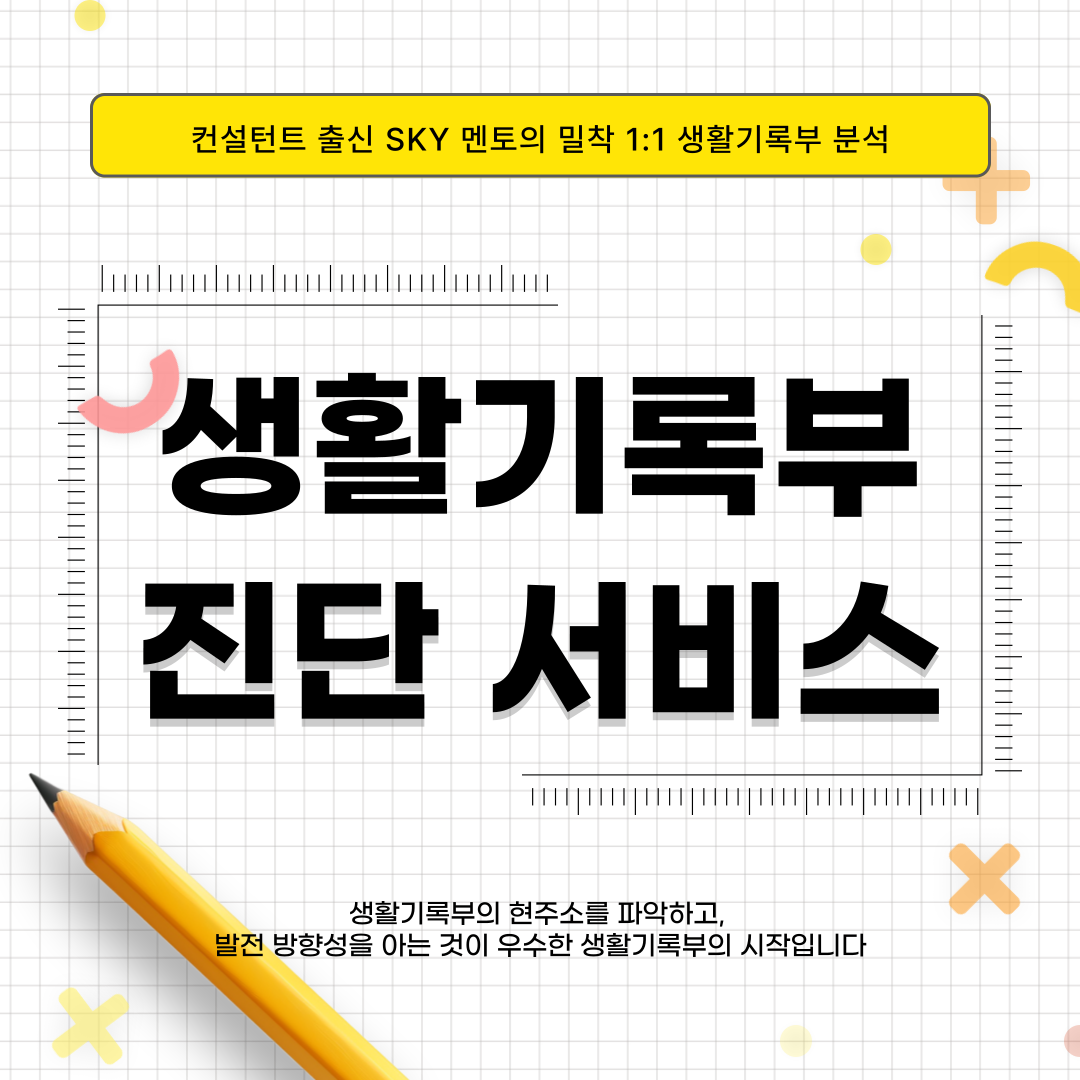 컨설턴트 출신 SKY 멘토의 밀착 1:1 생활기록부 분석
생활기록부
진단 서비스
생활기록부의 현주소를 파악하고,
발전 방향성을 아는 것이 우수한 생활기록부의 시작입니다